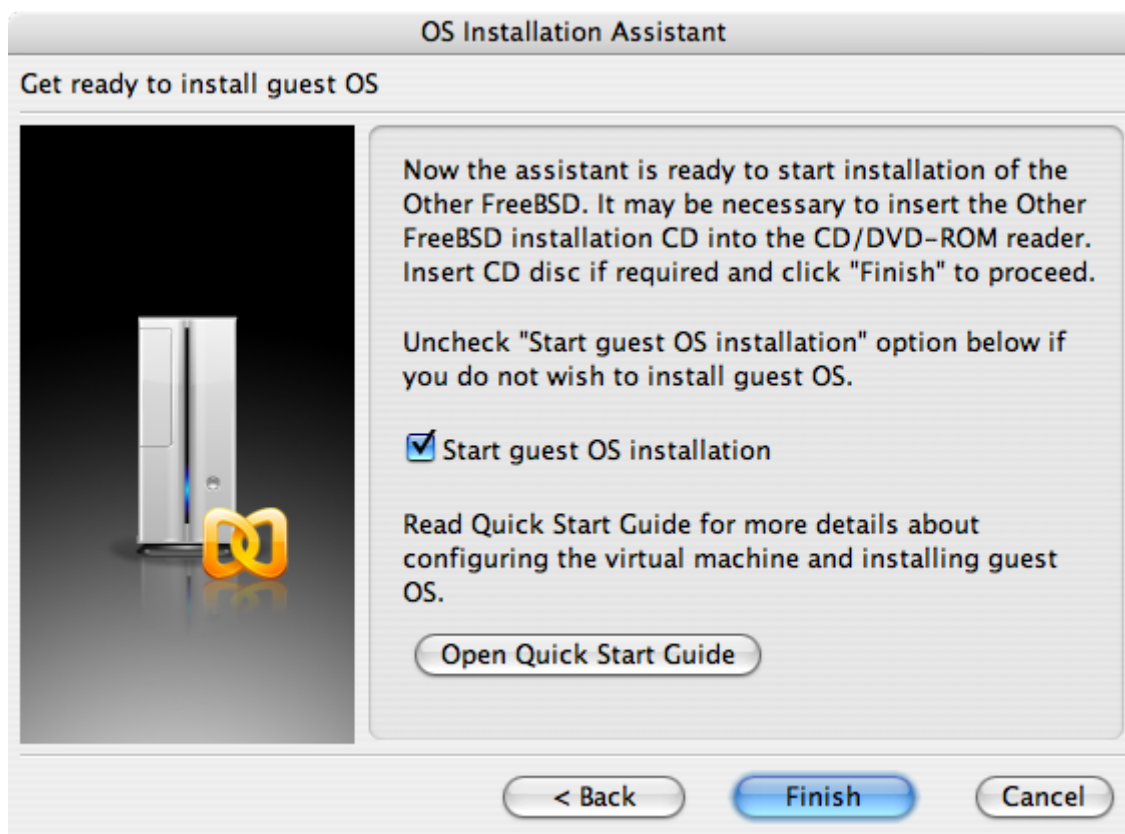 OS Installation Assistant
Get ready to install guest OS
Now the assistant is ready to start installation of the
Other FreeBSD. It may be necessary to insert the Other
FreeBSD installation CD into the CD/DVD-ROM reader.
Insert CD disc if required and click "Finish" to proceed.
Uncheck "Start guest OS installation" option below if
you do not wish to install guest OS.
Start guest OS installation
Read Quick Start Guide for more details about
configuring the virtual machine and installing guest
OS.
Open Quick Start Guide
< Back
Finish
Cancel